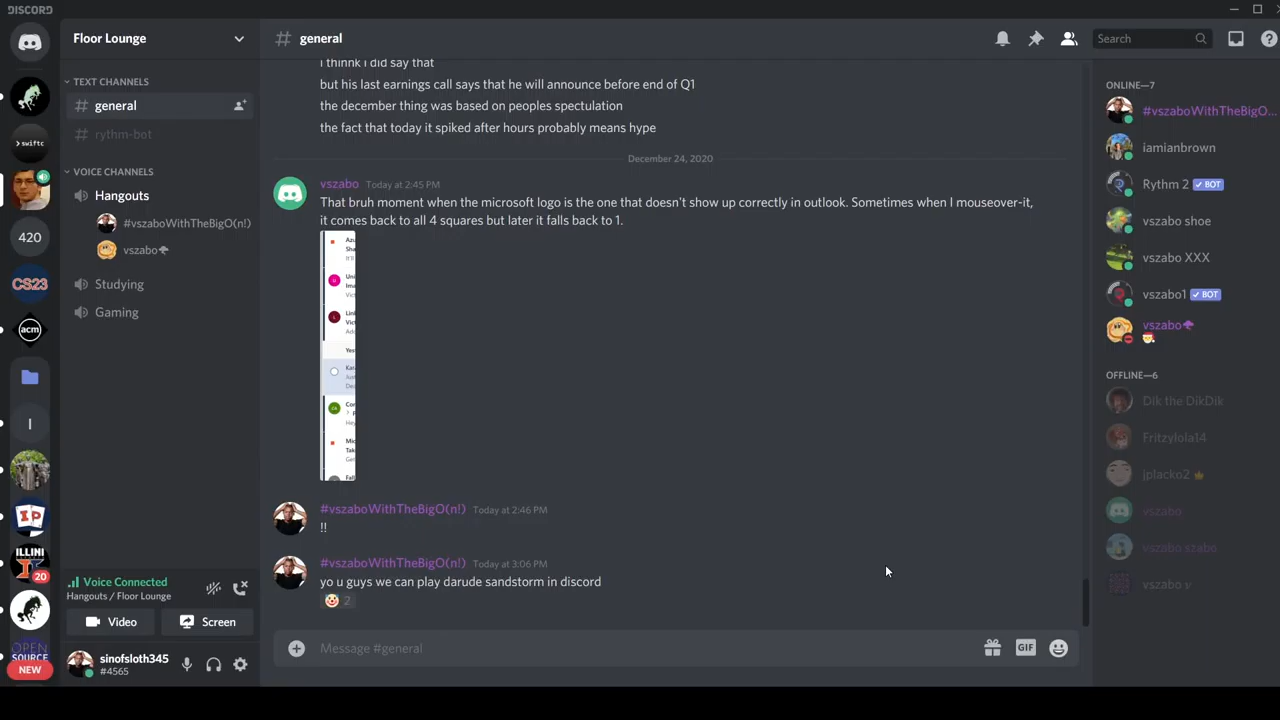 DISCORD
Floor Lounge
# general
Search
TEXT CHANNELS
# general
# rythm-bot
VOICE CHANNELS
Hangouts
#vszaboWithTheBigO(n!)
vszabo
Studying
Gaming
swiftc
420
CS23
acm
I
IP
ILLINI
20
OPEN
SOURCE
NEW
Voice Connected
Hangouts / Floor Lounge
Video
Screen
sinofsloth345
#4565
i thinnk i did say that
but his last earnings call says that he will announce before end of Q1
the december thing was based on peoples spectulation
the fact that today it spiked after hours probably means hype
December 24, 2020
vszabo Today at 2:45 PM
That bruh moment when the microsoft logo is the one that doesn't show up correctly in outlook. Sometimes when I mouseover-it,
it comes back to all 4 squares but later it falls back to 1.
#vszaboWithTheBigO(n!) Today at 2:46 PM
!!
#vszaboWithTheBigO(n!) Today at 3:06 PM
yo u guys we can play darude sandstorm in discord
2
Message #general
GIF
ONLINE—7
#vszaboWithTheBigO...
iamianbrown
Rythm 2 ✓ BOT
vszabo shoe
vszabo XXX
vszabo1 ✓ BOT
vszabo
OFFLINE—6
Dik the DikDik
Fritzylola14
jplacko2
vszabo
vszabo szabo
vszabo ν